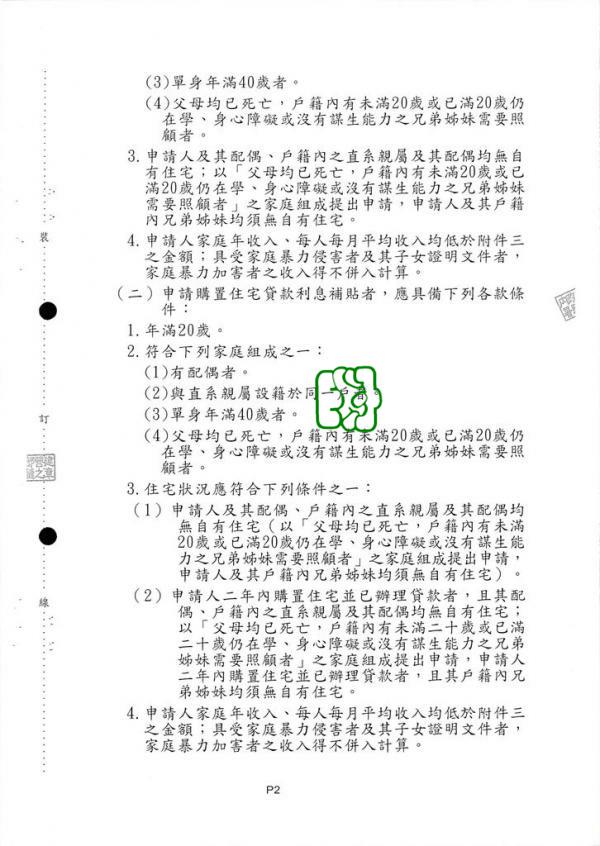 (3)單身年滿40歲者。
(4)父母均已死亡,戶籍內有未滿20歲或已滿20歲仍
在學、身心障礙或沒有謀生能力之兄弟姊妹需要照
顧者。
3.申請人及其配偶、戶籍內之直系親屬及其配偶均無自
有住宅;以「父母均已死亡,戶籍內有未滿20歲或已
滿20歲仍在學、身心障礙或沒有謀生能力之兄弟姊妹
需要照顧者」之家庭組成提出申請,申請人及其戶籍
內兄弟姊妹均須無自有住宅。
4.申請人家庭年收入、每人每月平均收入均低於附件三
之金額;具受家庭暴力侵害者及其子女證明文件者,
家庭暴力加害者之收入得不併入計算。
(二)申請購置住宅貸款利息補貼者,應具備下列各款條
件:
1.年滿20歲。
2.符合下列家庭組成之一:
(1)有配偶者。
(2)與直系親屬設籍於同一戶者。
(3)單身年滿40歲者。
(4)父母均已死亡,戶籍內有未滿20歲或已滿20歲仍
在學、身心障礙或沒有謀生能力之兄弟姊妹需要照
顧者。
3.住宅狀況應符合下列條件之一:
(1)申請人及其配偶、戶籍內之直系親屬及其配偶均
無自有住宅(以「父母均已死亡,戶籍內有未滿
20歲或已滿20歲仍在學、身心障礙或沒有謀生能
力之兄弟姊妹需要照顧者」之家庭組成提出申請,
申請人及其戶籍內兄弟姊妹均須無自有住宅)。
(2)申請人二年內購置住宅並已辦理貸款者,且其配
偶、戶籍內之直系親屬及其配偶均無自有住宅;
以「父母均已死亡,戶籍內有未滿二十歲或已滿
二十歲仍在學、身心障礙或沒有謀生能力之兄弟
姊妹需要照顧者」之家庭組成提出申請,申請人
二年內購置住宅並已辦理貸款者,且其戶籍內兄
弟姊妹均須無自有住宅。
4.申請人家庭年收入、每人每月平均收入均低於附件三
之金額;具受家庭暴力侵害者及其子女證明文件者,
家庭暴力加害者之收入得不併入計算。
裝
訂
線
P2